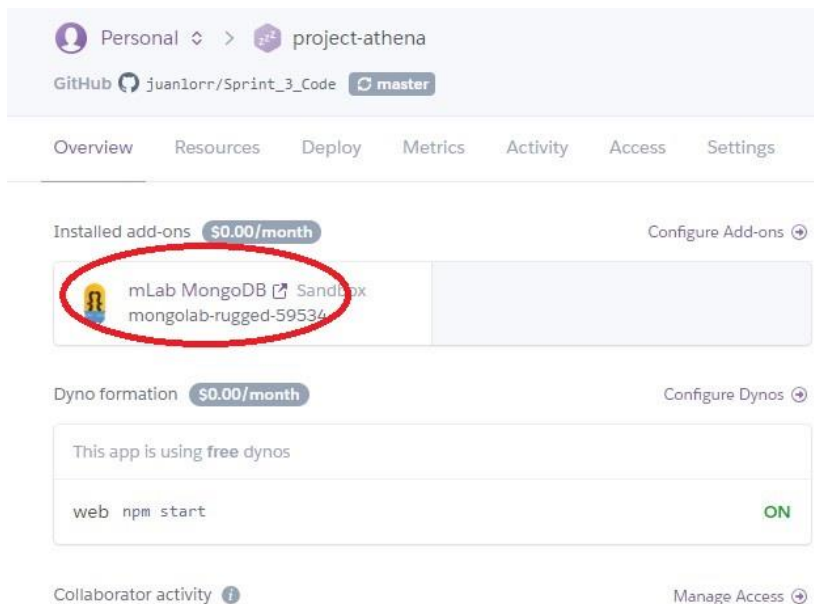 Personal > project-athena
GitHub juanlorr/Sprint_3_Code master
Overview Resources Deploy Metrics Activity Access Settings
Installed add-ons $0.00/month Configure Add-ons
mLab MongoDB Sandbox
mongolab-rugged-59534
Dyno formation $0.00/month Configure Dynos
This app is using free dynos
web npm start ON
Collaborator activity Manage Access